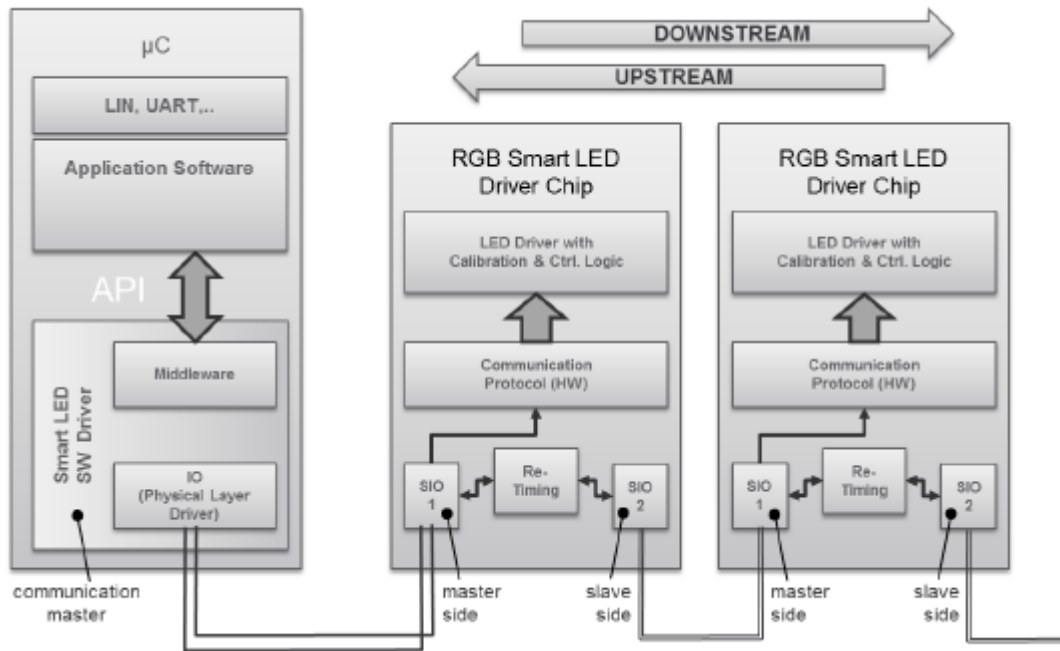 µC
LIN, UART,..
Application Software
API
Middleware
Smart LED
SW Driver
IO
(Physical Layer
Driver)
communication
master
DOWNSTREAM
UPSTREAM
RGB Smart LED
Driver Chip
LED Driver with
Calibration & Ctrl. Logic
Communication
Protocol (HW)
SIO
1
Re-
Timing
SIO
2
master
side
slave
side
RGB Smart LED
Driver Chip
LED Driver with
Calibration & Ctrl. Logic
Communication
Protocol (HW)
SIO
1
Re-
Timing
SIO
2
master
side
slave
side